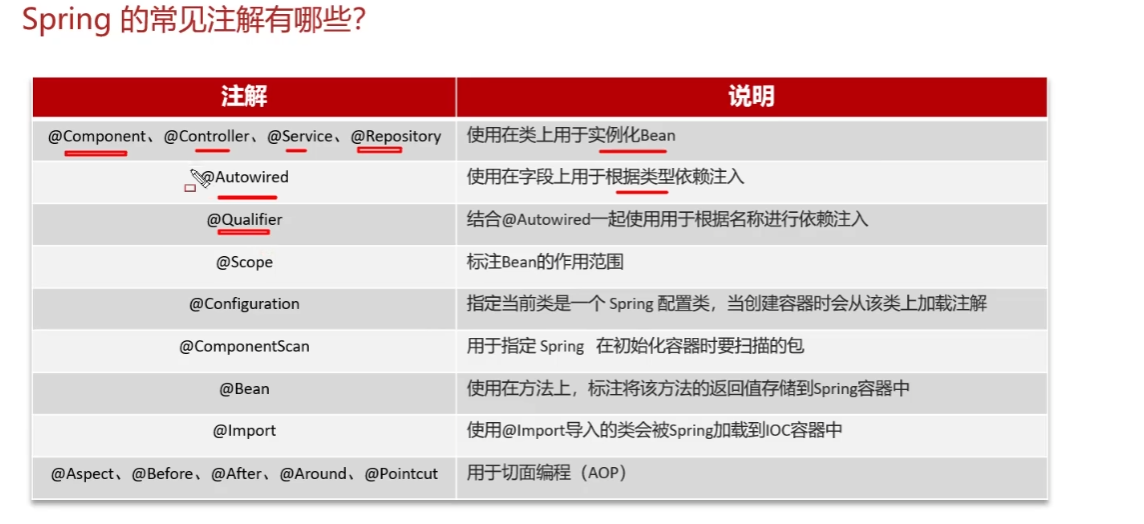 Spring 的常见注解有哪些?
注解 说明
@Component、@Controller、@Service、@Repository 使用在类上用于实例化Bean
@Autowired 使用在字段上用于根据类型依赖注入
@Qualifier 结合@Autowired一起使用用于根据名称进行依赖注入
@Scope 标注Bean的作用范围
@Configuration 指定当前类是一个 Spring 配置类，当创建容器时会从该类上加载注解
@ComponentScan 用于指定 Spring 在初始化容器时要扫描的包
@Bean 使用在方法上，标注将该方法的返回值存储到Spring容器中
@Import 使用@Import导入的类会被Spring加载到IOC容器中
@Aspect、@Before、@After、@Around、@Pointcut 用于切面编程（AOP）